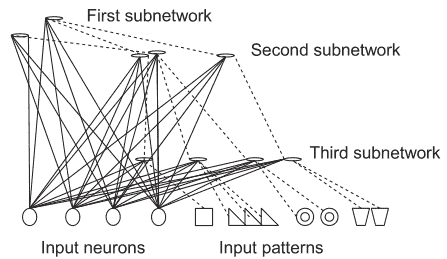 First subnetwork
Second subnetwork
Third subnetwork
Input neurons
Input patterns